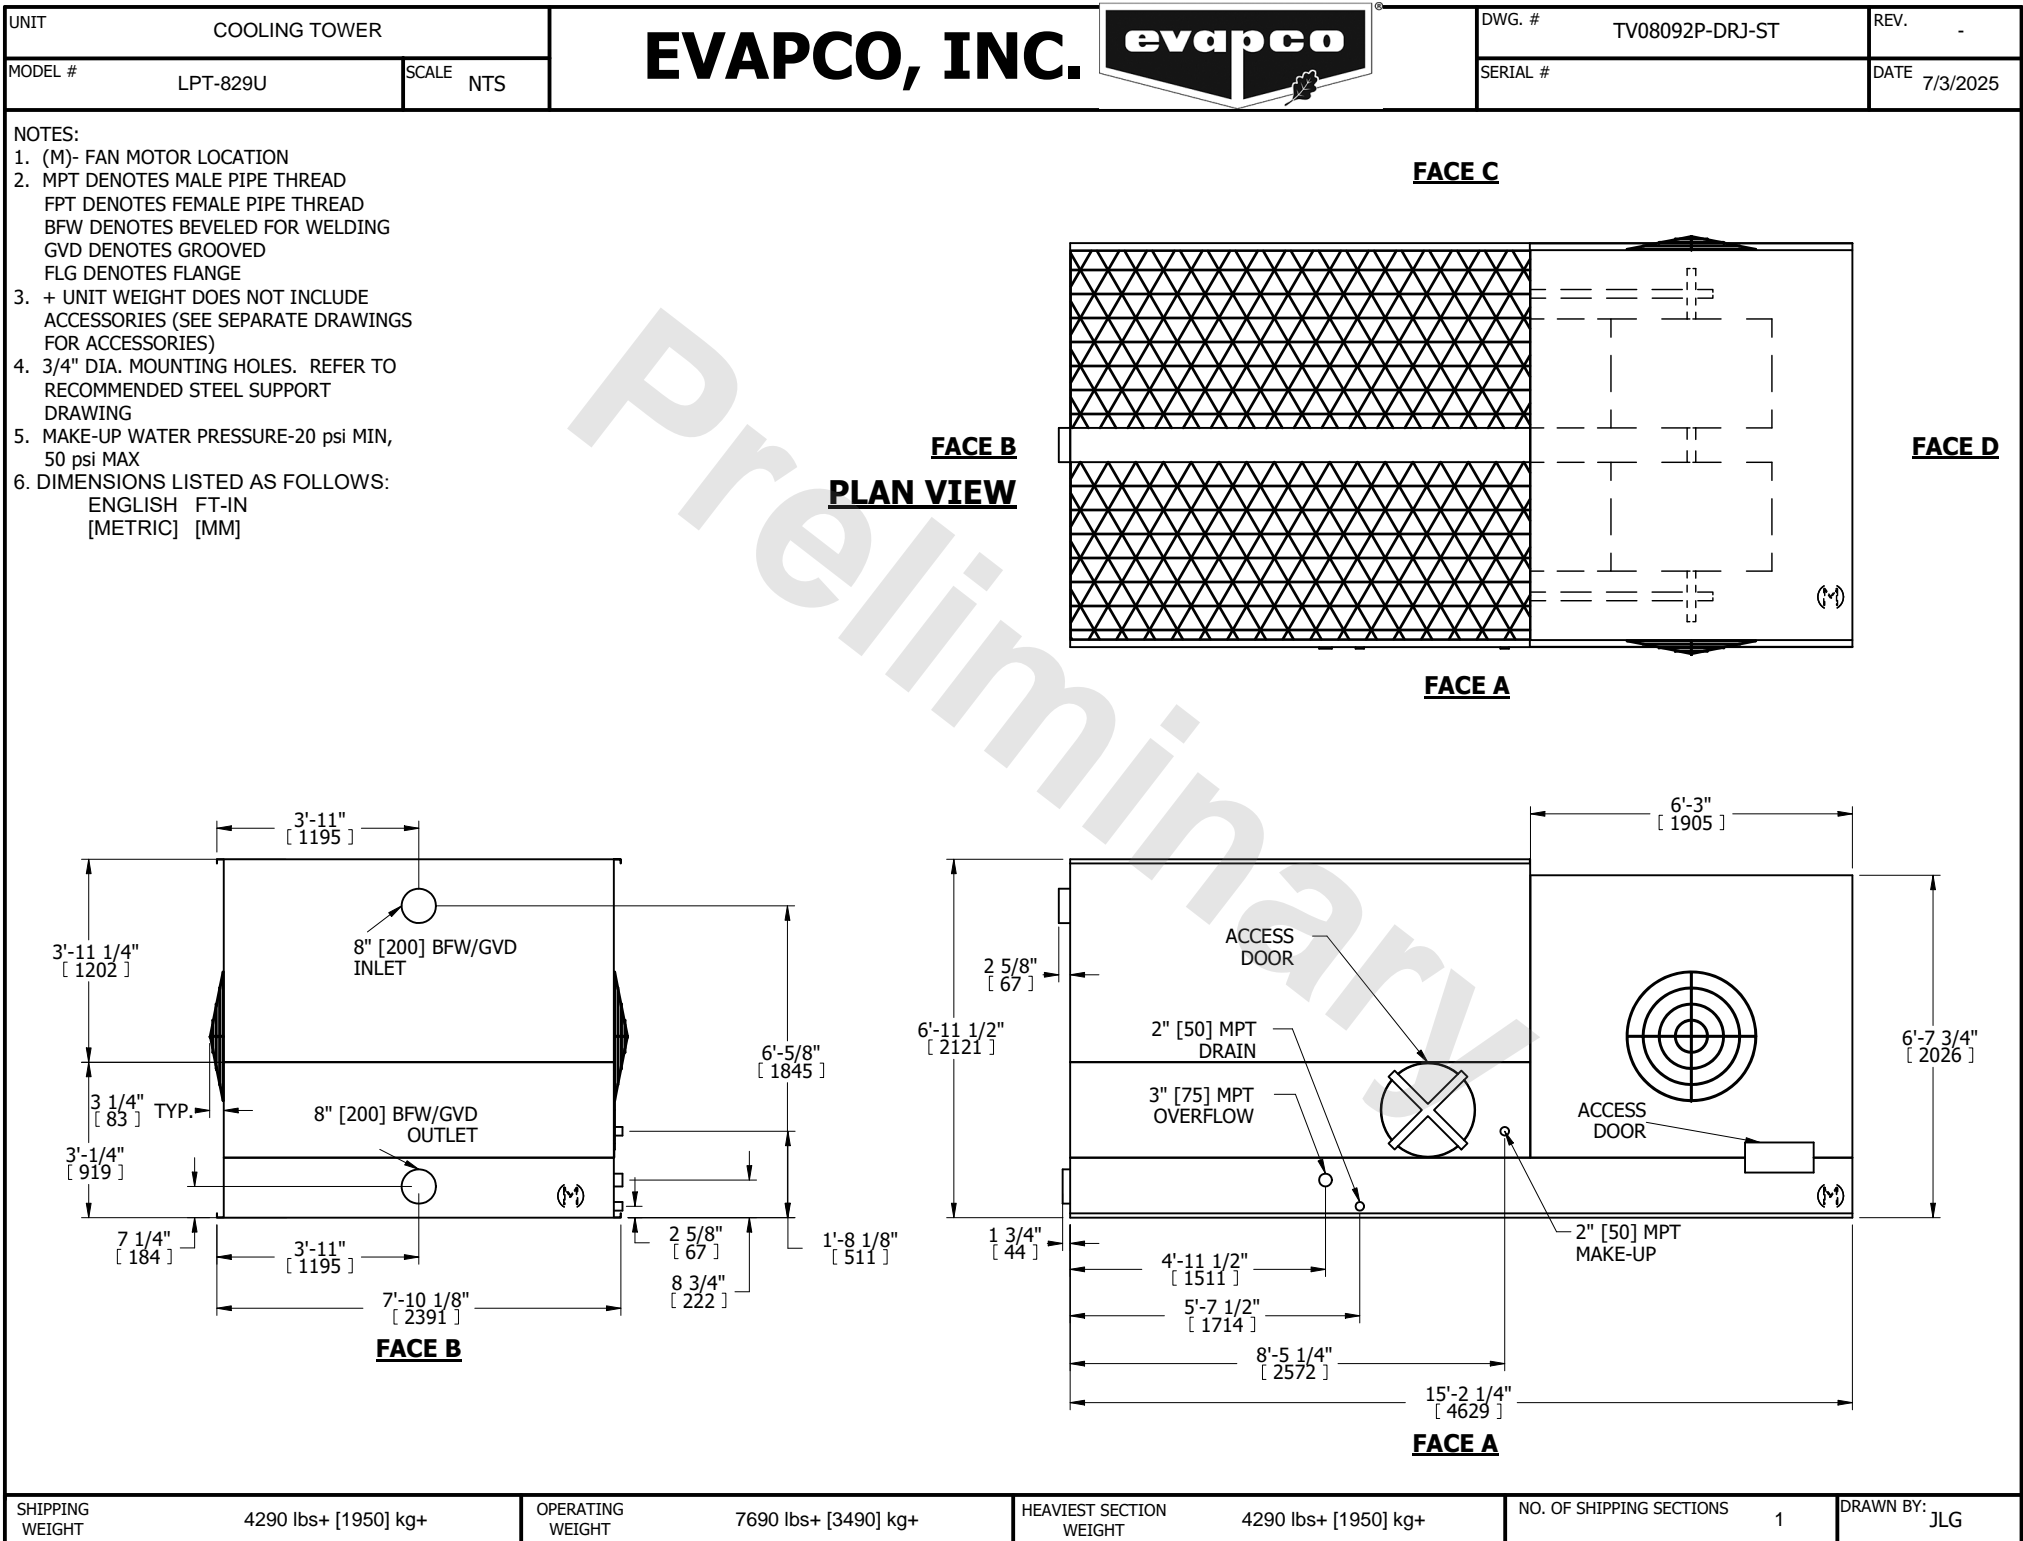 UNIT
COOLING TOWER
MODEL #
LPT-829U
SCALE
NTS
EVAPCO, INC.
evapco
®
DWG. #
TV08092P-DRJ-ST
REV.
-
SERIAL #
DATE
7/3/2025
NOTES:
1. (M)- FAN MOTOR LOCATION
2. MPT DENOTES MALE PIPE THREAD
FPT DENOTES FEMALE PIPE THREAD
BFW DENOTES BEVELED FOR WELDING
GVD DENOTES GROOVED
FLG DENOTES FLANGE
3. + UNIT WEIGHT DOES NOT INCLUDE
ACCESSORIES (SEE SEPARATE DRAWINGS
FOR ACCESSORIES)
4. 3/4" DIA. MOUNTING HOLES. REFER TO
RECOMMENDED STEEL SUPPORT
DRAWING
5. MAKE-UP WATER PRESSURE-20 psi MIN,
50 psi MAX
6. DIMENSIONS LISTED AS FOLLOWS:
ENGLISH FT-IN
[METRIC] [MM]
FACE C
FACE B
PLAN VIEW
FACE D
(M)
FACE A
Preliminary
3'-11"
[ 1195 ]
3'-11 1/4"
[ 1202 ]
8" [200] BFW/GVD
INLET
6'-5/8"
[ 1845 ]
3 1/4"
[ 83 ]
TYP.
8" [200] BFW/GVD
OUTLET
3'-1/4"
[ 919 ]
(M)
7 1/4"
[ 184 ]
3'-11"
[ 1195 ]
2 5/8"
[ 67 ]
1'-8 1/8"
[ 511 ]
8 3/4"
[ 222 ]
7'-10 1/8"
[ 2391 ]
FACE B
6'-3"
[ 1905 ]
ACCESS
DOOR
2 5/8"
[ 67 ]
6'-11 1/2"
[ 2121 ]
2" [50] MPT
DRAIN
6'-7 3/4"
[ 2026 ]
3" [75] MPT
OVERFLOW
ACCESS
DOOR
(M)
1 3/4"
[ 44 ]
2" [50] MPT
MAKE-UP
4'-11 1/2"
[ 1511 ]
5'-7 1/2"
[ 1714 ]
8'-5 1/4"
[ 2572 ]
15'-2 1/4"
[ 4629 ]
FACE A
SHIPPING
WEIGHT
4290 lbs+ [1950] kg+
OPERATING
WEIGHT
7690 lbs+ [3490] kg+
HEAVIEST SECTION
WEIGHT
4290 lbs+ [1950] kg+
NO. OF SHIPPING SECTIONS
1
DRAWN BY:
JLG